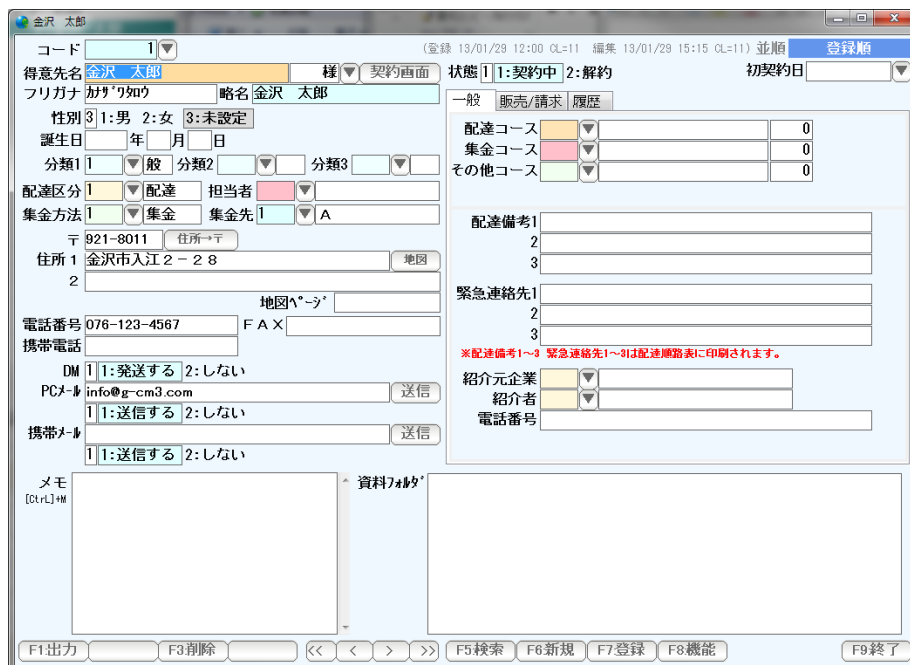 金沢 太郎
コード 1 (登録 13/01/29 12:00 CL=11 編集 13/01/29 15:15 CL=11) 並順 登録順
得意先名 金沢 太郎 様 契約画面 状態 1 1:契約中 2:解約 初契約日
フリガナ ｶﾅｻﾞﾜﾀﾛｳ 略名 金沢 太郎
一般 販売/請求 履歴
性別 3 1:男 2:女 3:未設定
配達コース 0
誕生日 年 月 日
集金コース 0
分類1 1 般 分類2 分類3
その他コース 0
配達区分 1 配達 担当者
集金方法 1 集金 集金先 1 A
配達備考1
〒 921-8011 住所→〒
2
住所1 金沢市入江２－２８ 地図
3
2
緊急連絡先1
地図ﾍﾟｰｼﾞ
2
電話番号 076-123-4567 ＦＡＸ
3
携帯電話
※配達備考1～3 緊急連絡先1～3は配達順路表に印刷されます。
DM 1 1:発送する 2:しない
紹介元企業
PCﾒｰﾙ info@g-cm3.com 送信
紹介者
1 1:送信する 2:しない
電話番号
携帯ﾒｰﾙ 送信
1 1:送信する 2:しない
メモ 資料ﾌｫﾙﾀﾞ
[CtrL]+M
F1:出力 F3:削除 << < > >> F5:検索 F6:新規 F7:登録 F8:機能 F9:終了